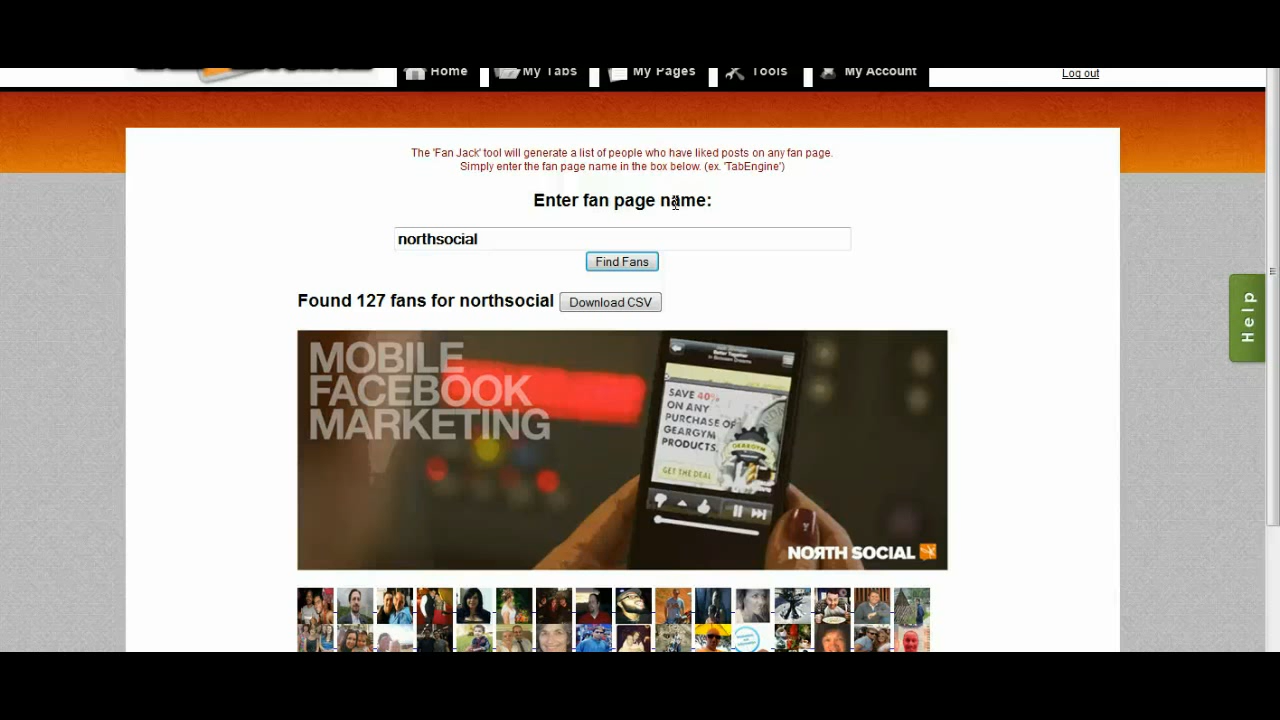 Home My Tabs My Pages Tools My Account Log out
The 'Fan Jack' tool will generate a list of people who have liked posts on any fan page.
Simply enter the fan page name in the box below. (ex. 'TabEngine')
Enter fan page name:
northsocial
Find Fans
Help
Found 127 fans for northsocial Download CSV
MOBILE
FACEBOOK
MARKETING
SAVE 40%
ON ANY
PURCHASE OF
GEARGYM
PRODUCTS.
GEARGYM
GET THE DEAL
NORTH SOCIAL